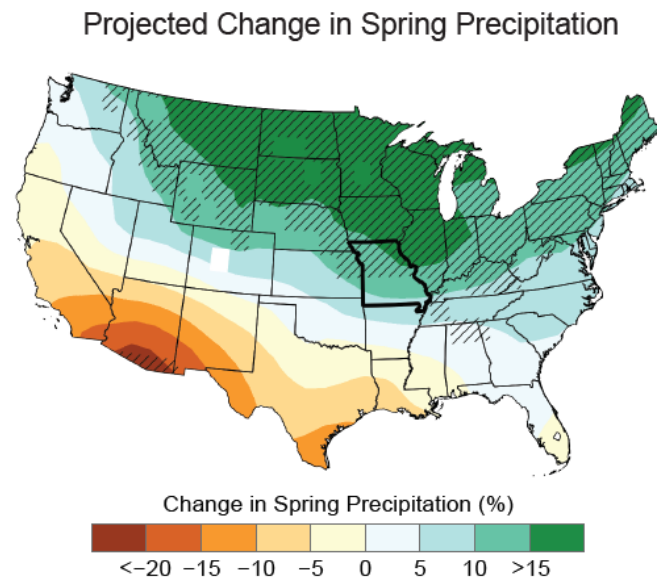 Projected Change in Spring Precipitation
Change in Spring Precipitation (%)
<−20 −15 −10 −5 0 5 10 >15